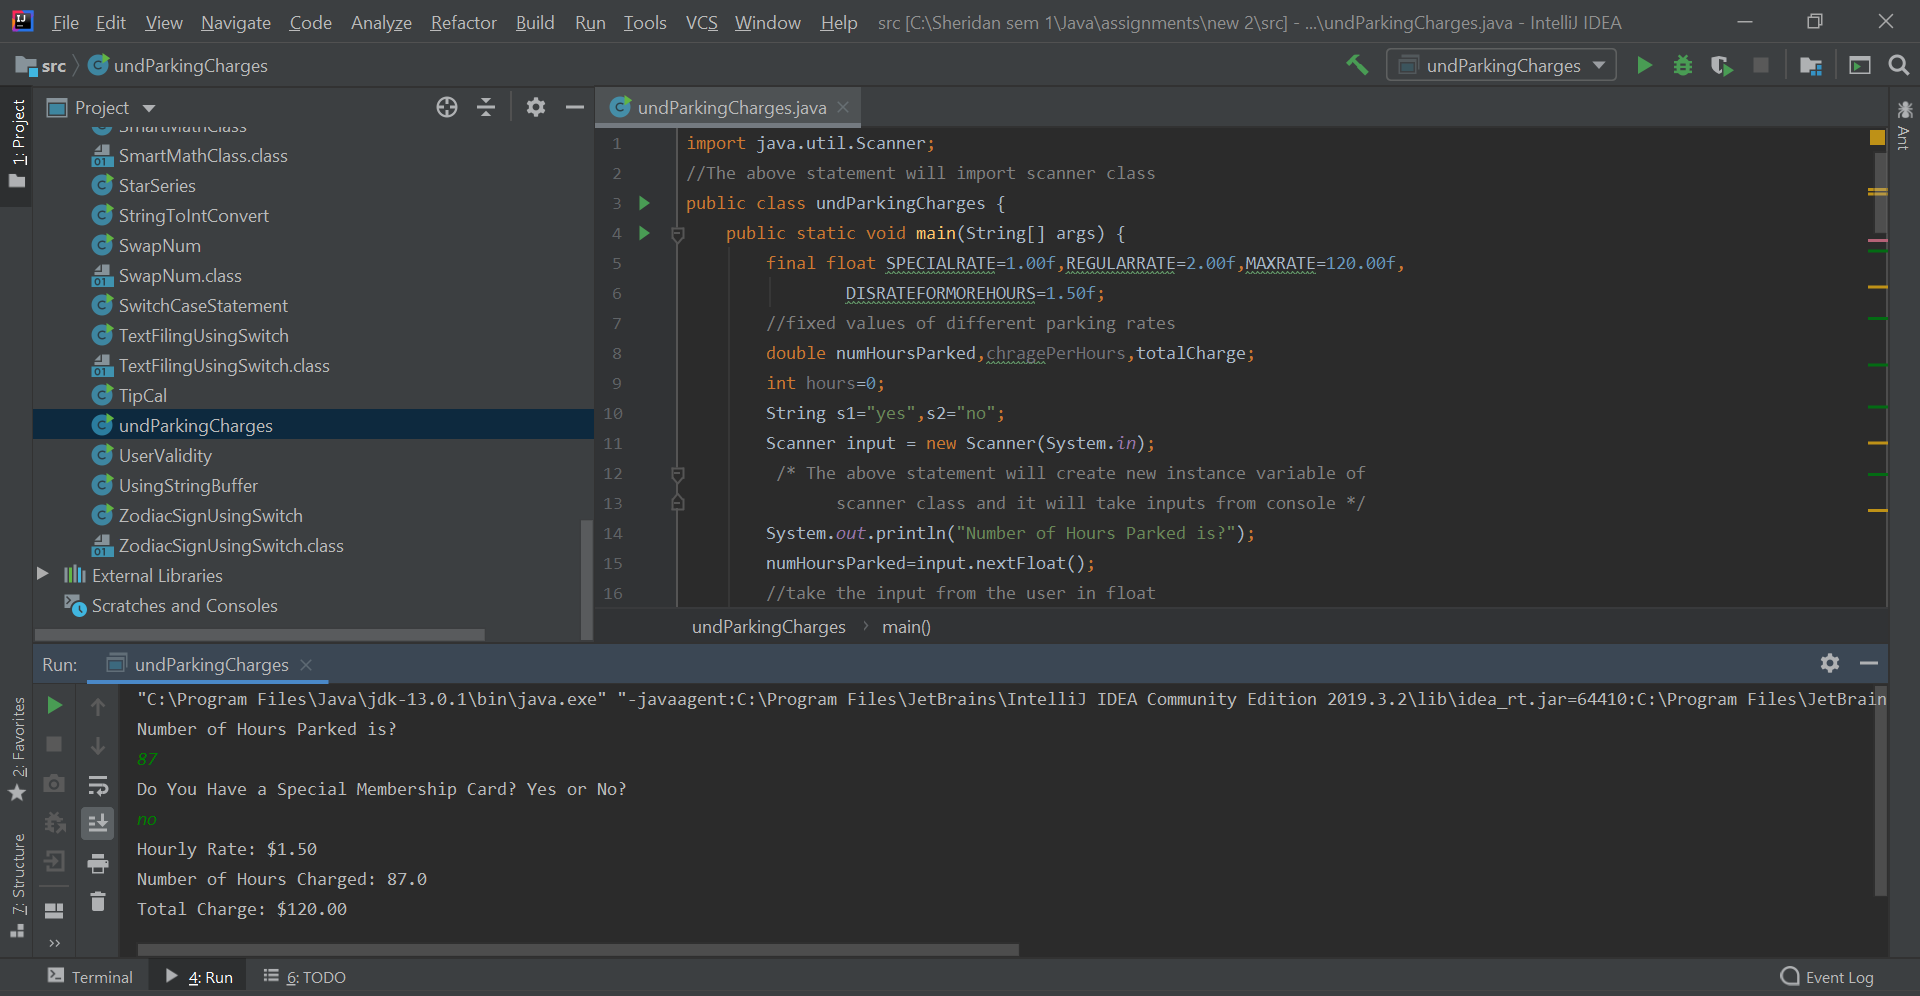 File Edit View Navigate Code Analyze Refactor Build Run Tools VCS Window Help src [C:\Sheridan sem 1\Java\assignments\new 2\src] - ...\undParkingCharges.java - IntelliJ IDEA
src undParkingCharges
undParkingCharges
1: Project
Project
SmartMathClass
SmartMathClass.class
StarSeries
StringToIntConvert
SwapNum
SwapNum.class
SwitchCaseStatement
TextFilingUsingSwitch
TextFilingUsingSwitch.class
TipCal
undParkingCharges
UserValidity
UsingStringBuffer
ZodiacSignUsingSwitch
ZodiacSignUsingSwitch.class
External Libraries
Scratches and Consoles
undParkingCharges.java
1 import java.util.Scanner;
2 //The above statement will import scanner class
3 public class undParkingCharges {
4 public static void main(String[] args) {
5 final float SPECIALRATE=1.00f,REGULARRATE=2.00f,MAXRATE=120.00f,
6 DISRATEFORMOREHOURS=1.50f;
7 //fixed values of different parking rates
8 double numHoursParked,chragePerHours,totalCharge;
9 int hours=0;
10 String s1="yes",s2="no";
11 Scanner input = new Scanner(System.in);
12 /* The above statement will create new instance variable of
13 scanner class and it will take inputs from console */
14 System.out.println("Number of Hours Parked is?");
15 numHoursParked=input.nextFloat();
16 //take the input from the user in float
undParkingCharges main()
Ant
Run: undParkingCharges
"C:\Program Files\Java\jdk-13.0.1\bin\java.exe" "-javaagent:C:\Program Files\JetBrains\IntelliJ IDEA Community Edition 2019.3.2\lib\idea_rt.jar=64410:C:\Program Files\JetBrain
Number of Hours Parked is?
87
Do You Have a Special Membership Card? Yes or No?
no
Hourly Rate: $1.50
Number of Hours Charged: 87.0
Total Charge: $120.00
2: Favorites
7: Structure
Terminal 4: Run 6: TODO Event Log